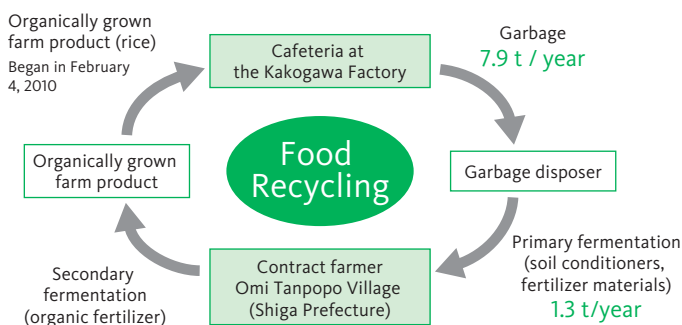 Organically grown
farm product (rice)
Began in February
4, 2010
Cafeteria at
the Kakogawa Factory
Garbage
7.9 t / year
Organically grown
farm product
Food
Recycling
Garbage disposer
Secondary
fermentation
(organic fertilizer)
Contract farmer
Omi Tanpopo Village
(Shiga Prefecture)
Primary fermentation
(soil conditioners,
fertilizer materials)
1.3 t/year